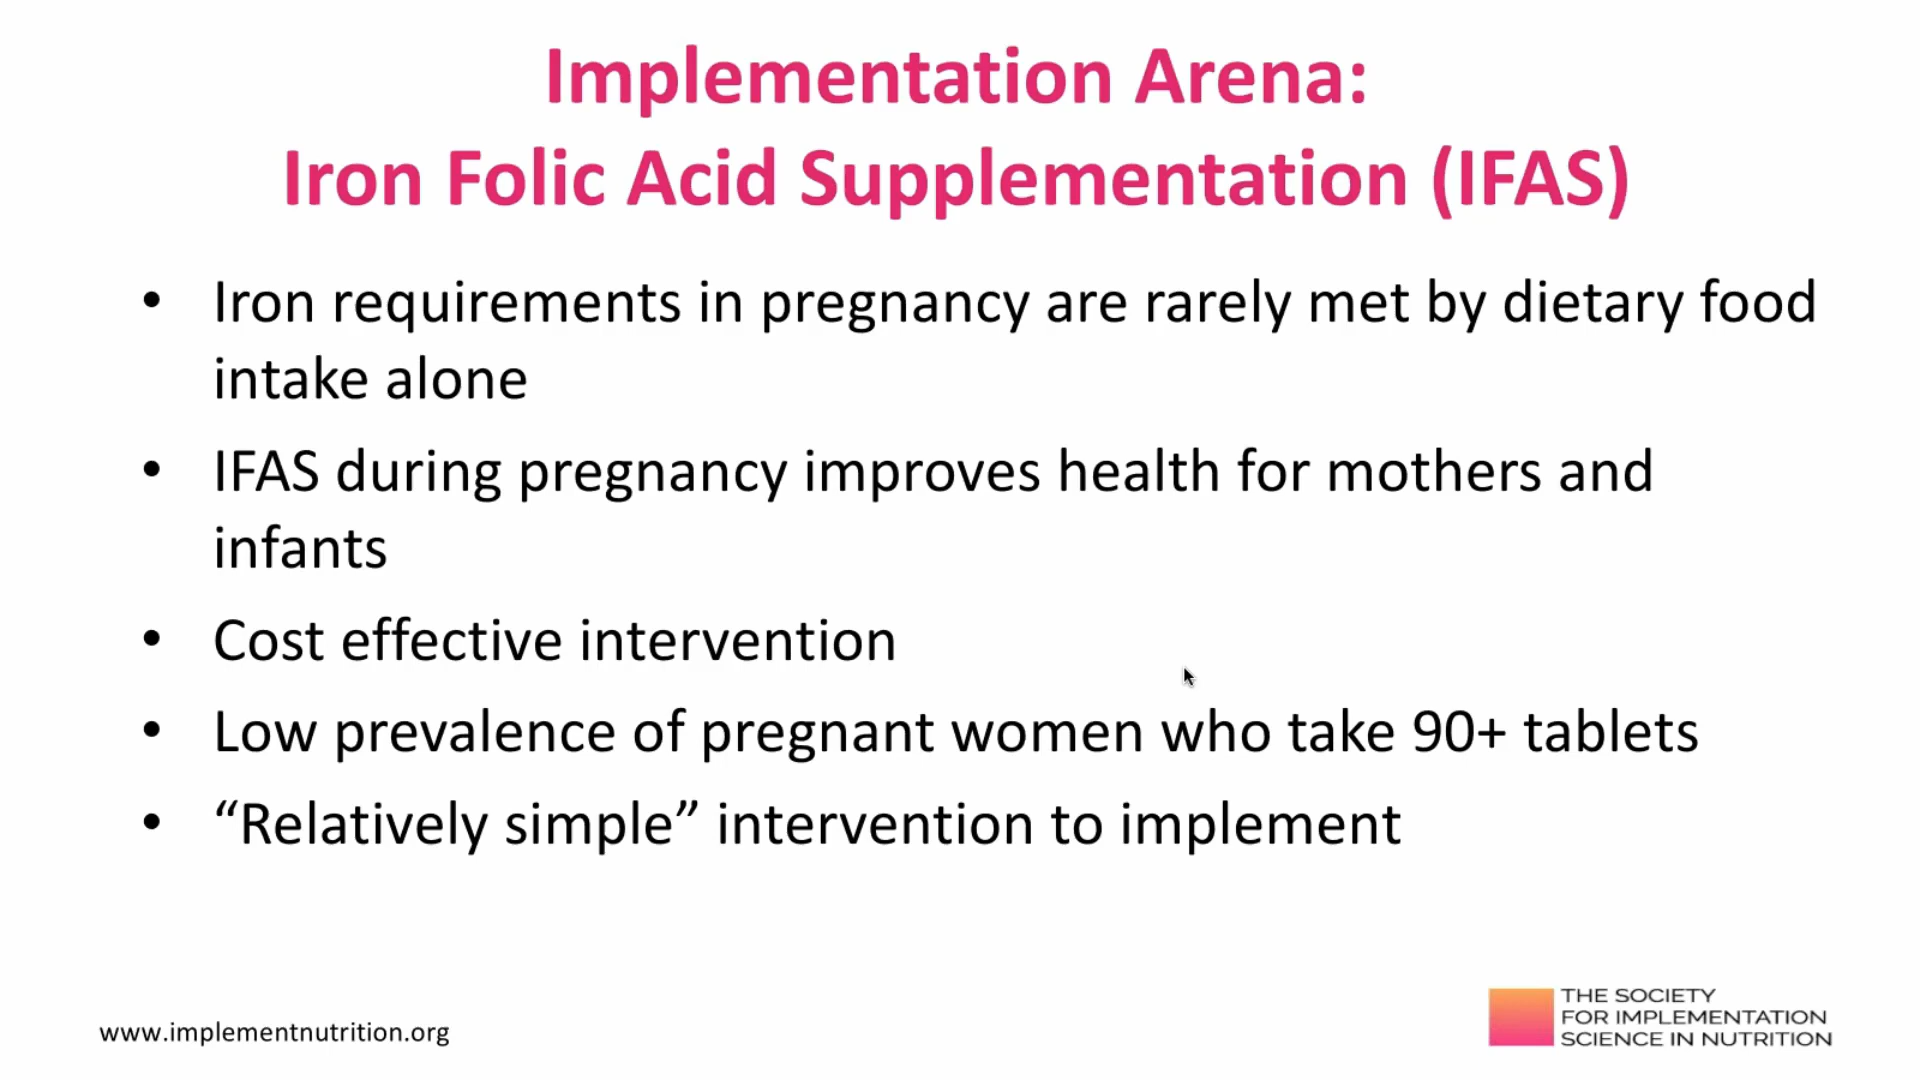 Implementation Arena:
Iron Folic Acid Supplementation (IFAS)
• Iron requirements in pregnancy are rarely met by dietary food
intake alone
• IFAS during pregnancy improves health for mothers and
infants
• Cost effective intervention
• Low prevalence of pregnant women who take 90+ tablets
• “Relatively simple” intervention to implement
www.implementnutrition.org
THE SOCIETY
FOR IMPLEMENTATION
SCIENCE IN NUTRITION